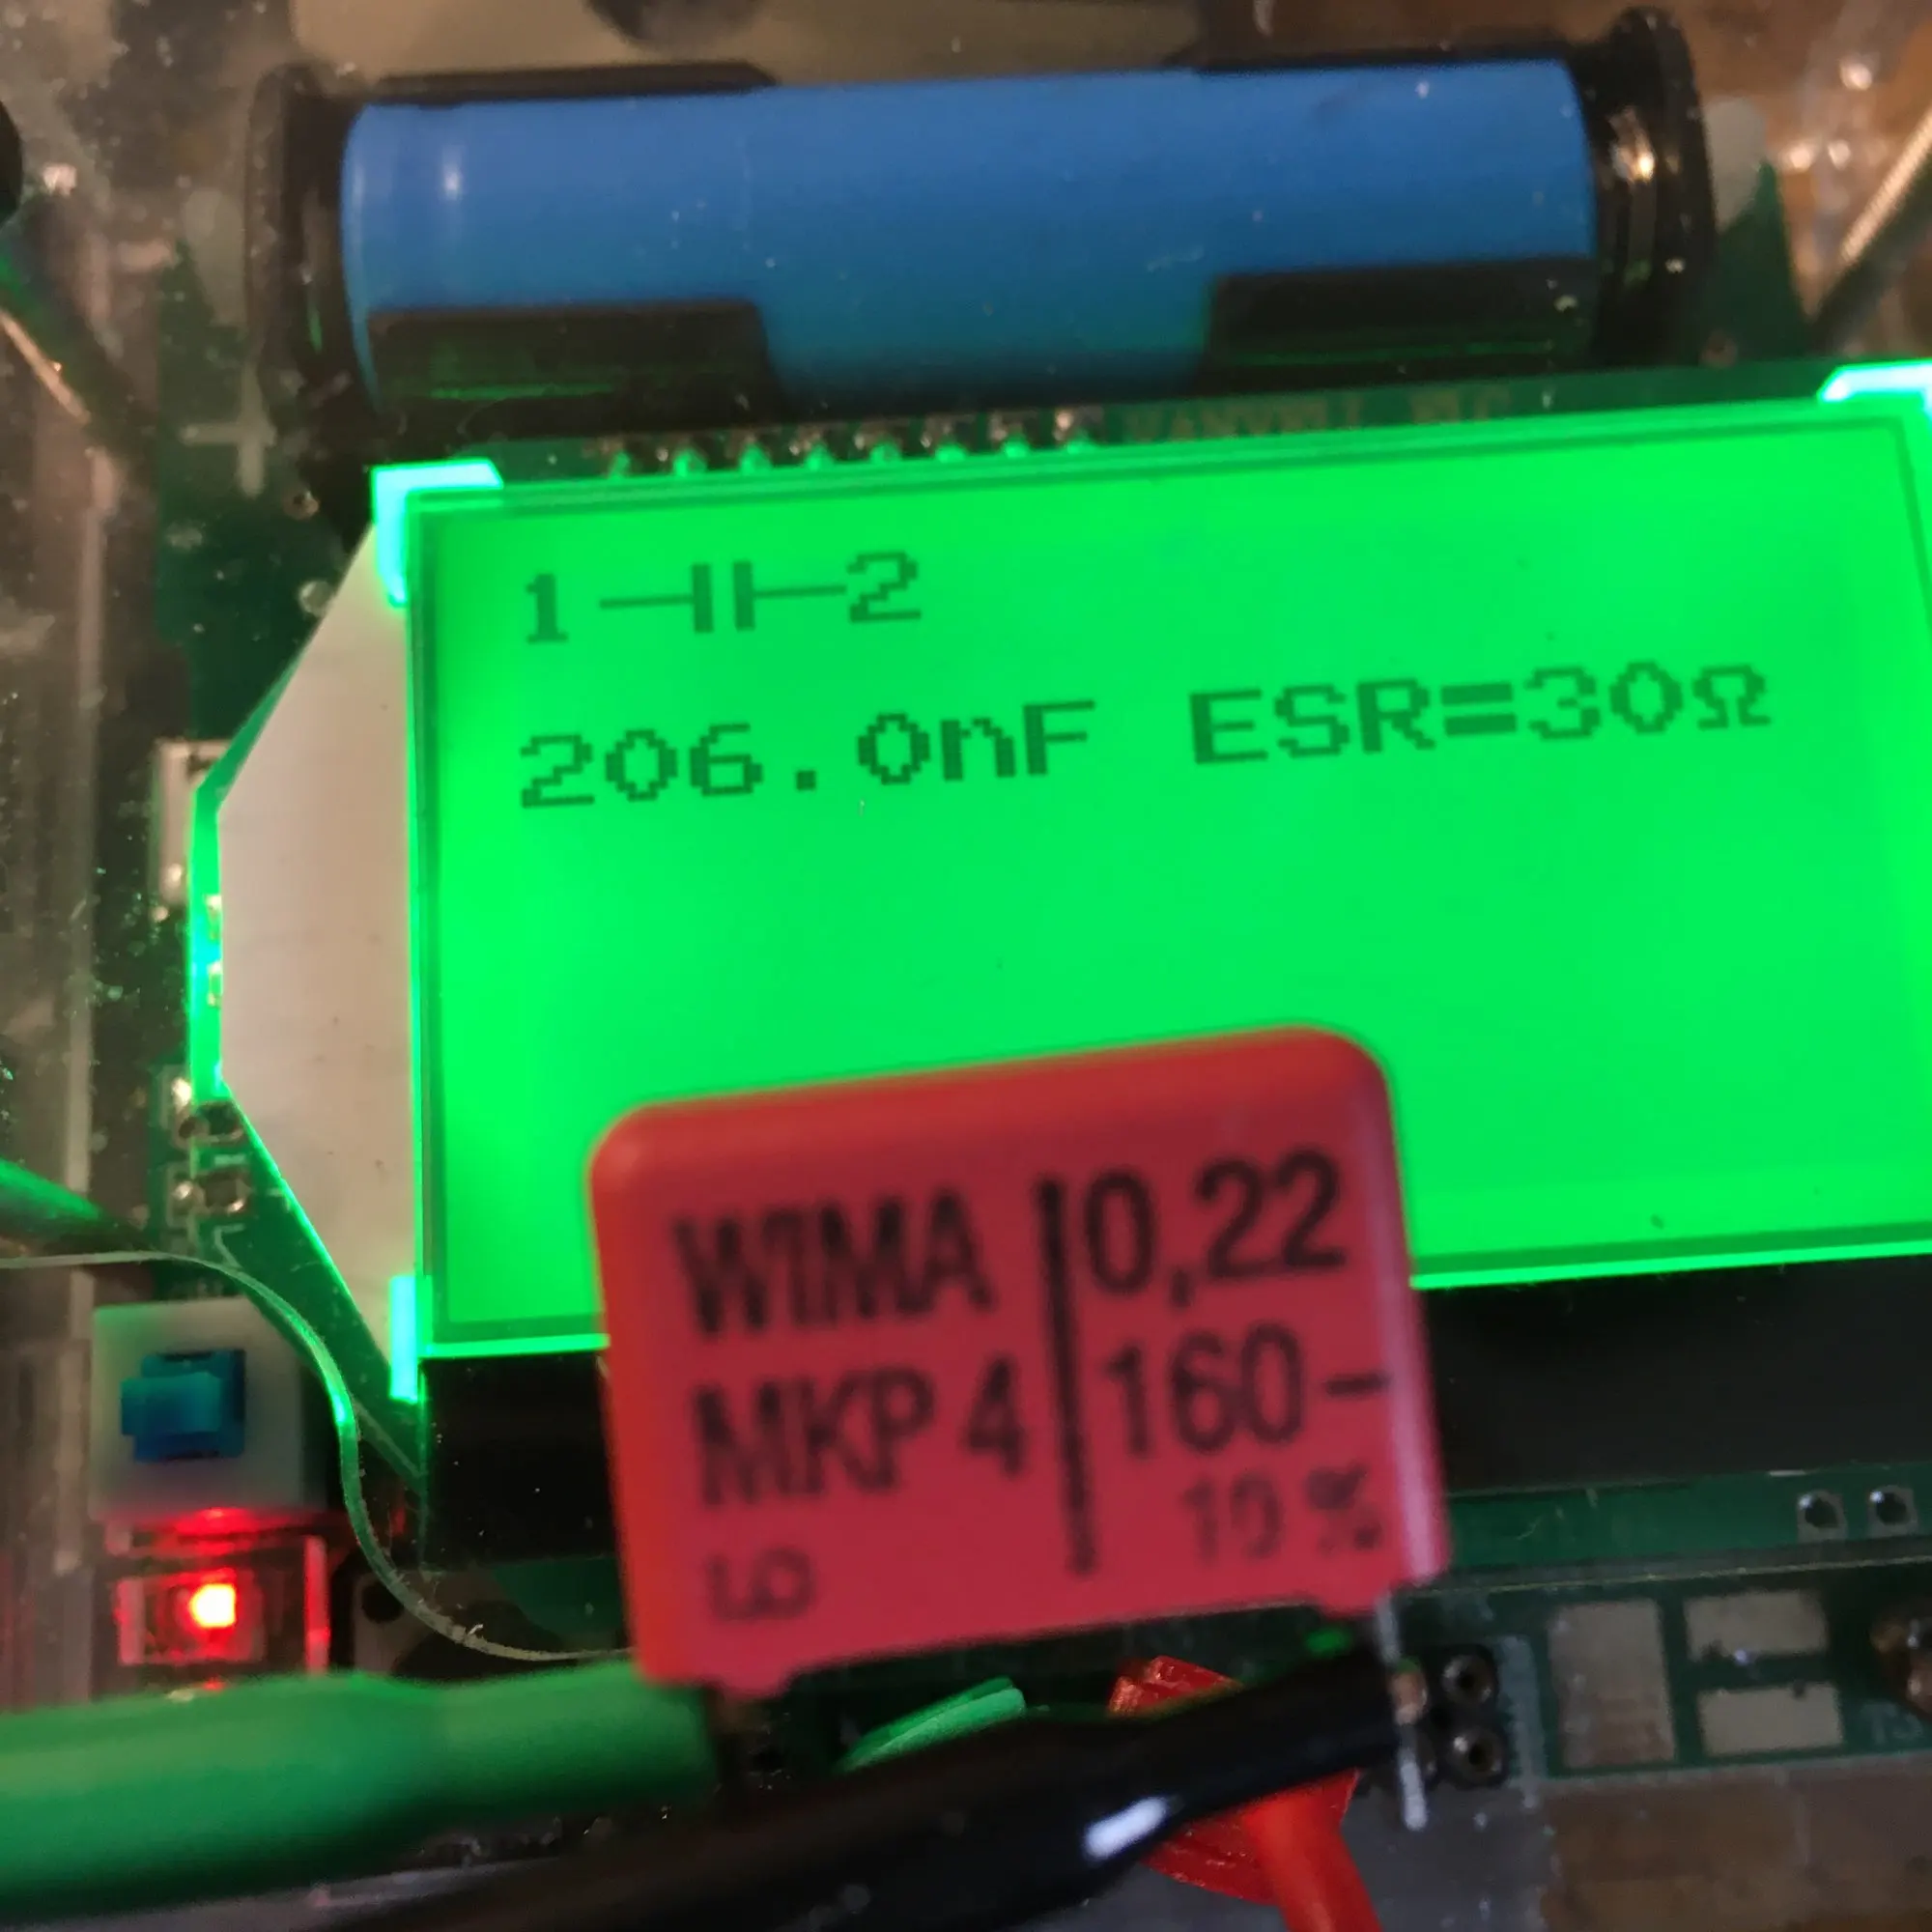 1 2
206.0nF ESR=30Ω
WIMA 0,22
MKP 4 160-
10 %